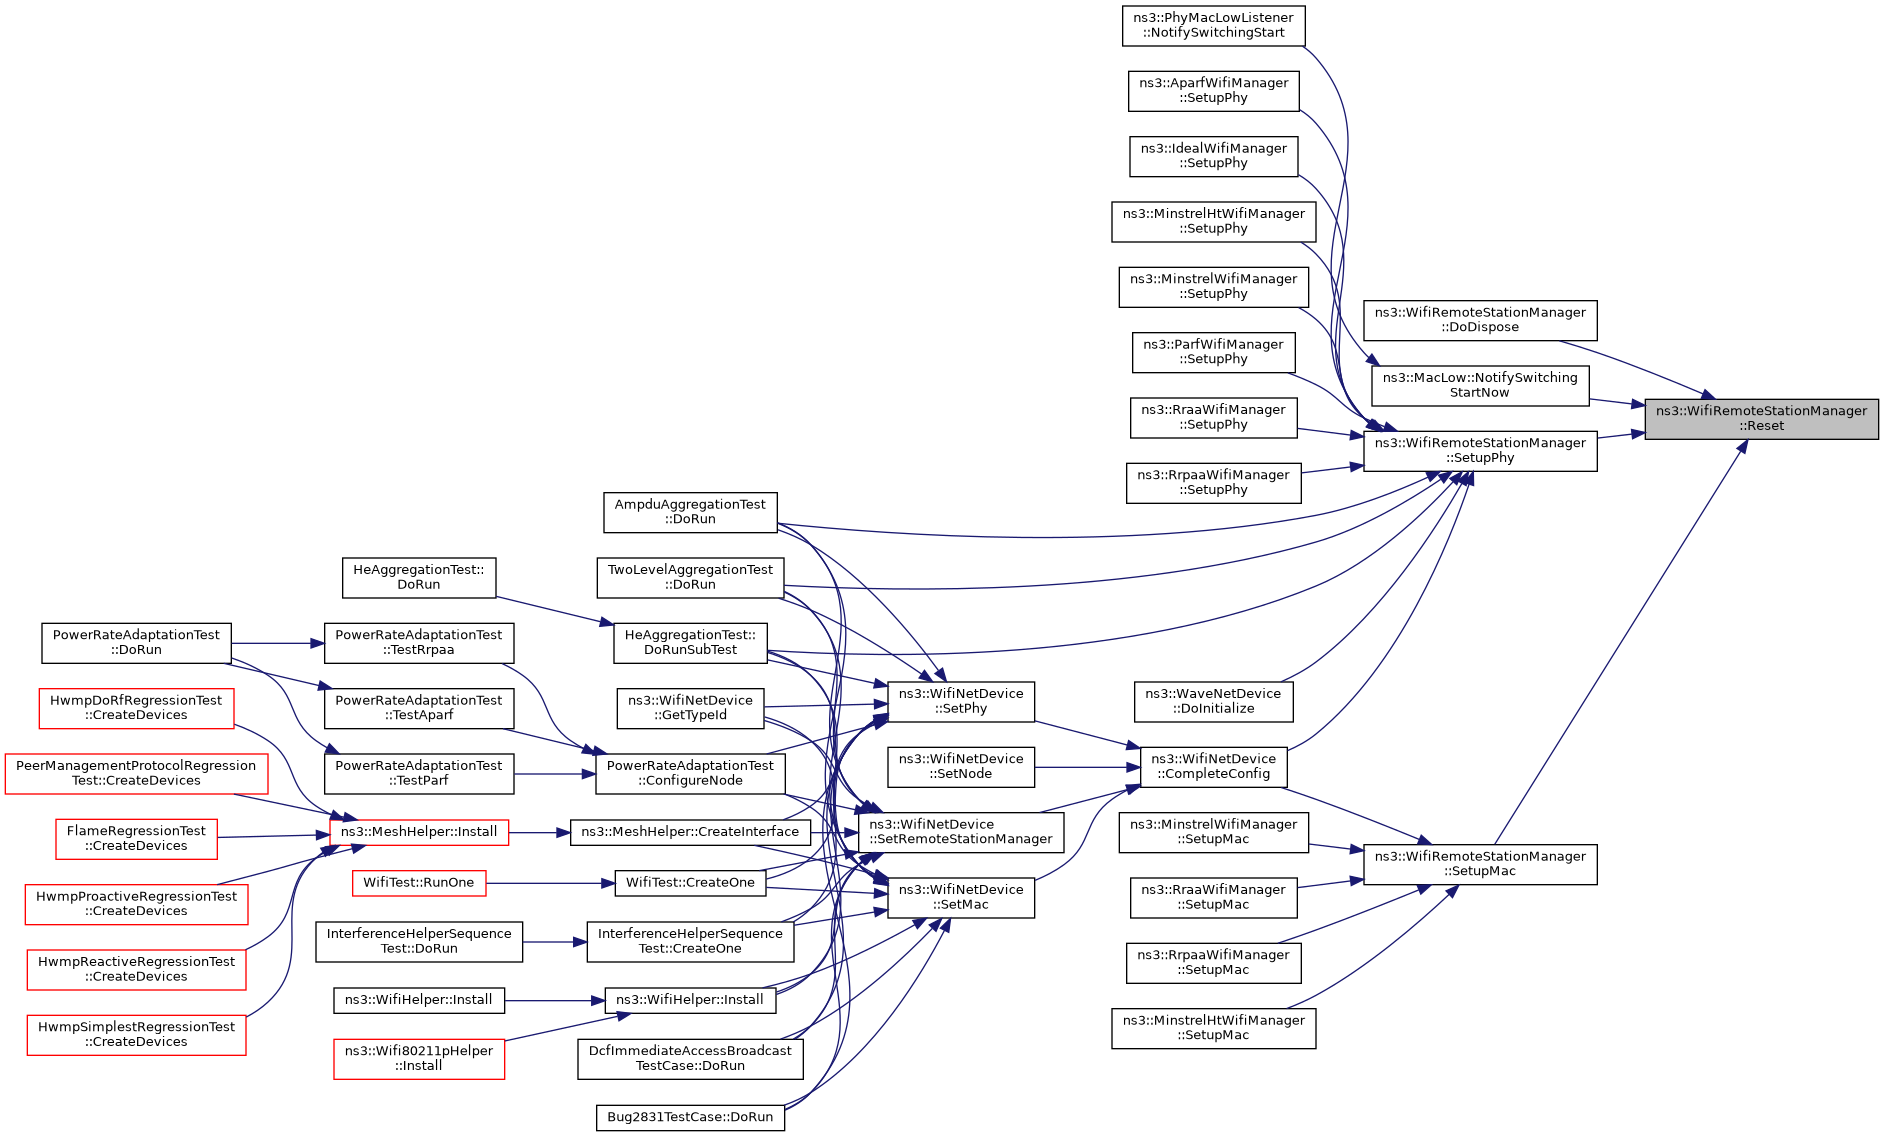 ns3::PhyMacLowListener
::NotifySwitchingStart
ns3::AparfWifiManager
::SetupPhy
ns3::IdealWifiManager
::SetupPhy
ns3::MinstrelHtWifiManager
::SetupPhy
ns3::MinstrelWifiManager
::SetupPhy
ns3::ParfWifiManager
::SetupPhy
ns3::RraaWifiManager
::SetupPhy
ns3::RrpaaWifiManager
::SetupPhy
ns3::WifiRemoteStationManager
::DoDispose
ns3::MacLow::NotifySwitching
StartNow
ns3::WifiRemoteStationManager
::SetupPhy
ns3::WifiRemoteStationManager
::Reset
AmpduAggregationTest
::DoRun
TwoLevelAggregationTest
::DoRun
HeAggregationTest::
DoRun
HeAggregationTest::
DoRunSubTest
PowerRateAdaptationTest
::DoRun
PowerRateAdaptationTest
::TestRrpaa
ns3::WifiNetDevice
::GetTypeId
ns3::WifiNetDevice
::SetPhy
ns3::WaveNetDevice
::DoInitialize
HwmpDoRfRegressionTest
::CreateDevices
PowerRateAdaptationTest
::TestAparf
PeerManagementProtocolRegression
Test::CreateDevices
PowerRateAdaptationTest
::TestParf
PowerRateAdaptationTest
::ConfigureNode
ns3::WifiNetDevice
::SetNode
ns3::WifiNetDevice
::CompleteConfig
FlameRegressionTest
::CreateDevices
ns3::MeshHelper::Install
ns3::MeshHelper::CreateInterface
ns3::WifiNetDevice
::SetRemoteStationManager
ns3::MinstrelWifiManager
::SetupMac
ns3::WifiRemoteStationManager
::SetupMac
HwmpProactiveRegressionTest
::CreateDevices
WifiTest::RunOne
WifiTest::CreateOne
ns3::WifiNetDevice
::SetMac
ns3::RraaWifiManager
::SetupMac
InterferenceHelperSequence
Test::DoRun
InterferenceHelperSequence
Test::CreateOne
ns3::RrpaaWifiManager
::SetupMac
HwmpReactiveRegressionTest
::CreateDevices
ns3::WifiHelper::Install
ns3::WifiHelper::Install
ns3::MinstrelHtWifiManager
::SetupMac
HwmpSimplestRegressionTest
::CreateDevices
ns3::Wifi80211pHelper
::Install
DcfImmediateAccessBroadcast
TestCase::DoRun
Bug2831TestCase::DoRun